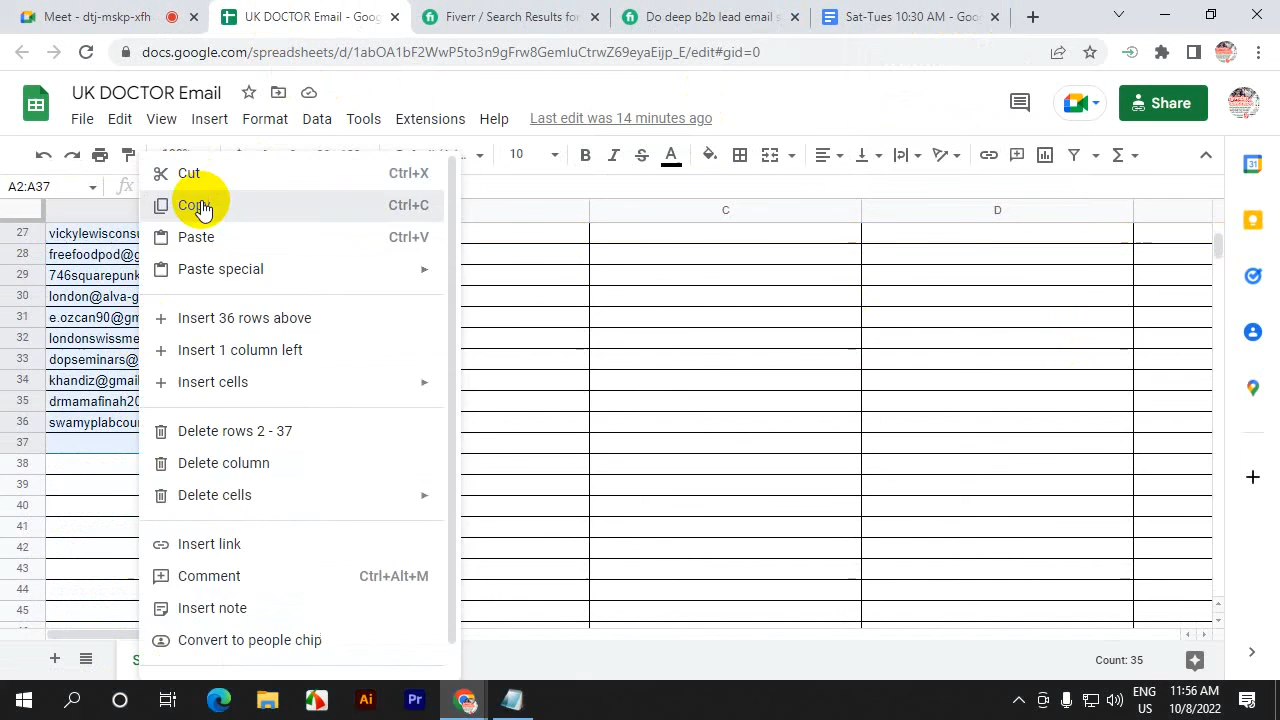 Meet - dtj-mskp
UK DOCTOR Email - Goog
Fiverr / Search Results for
Do deep b2b lead email s
Sat-Tues 10:30 AM - Goo
docs.google.com/spreadsheets/d/
UK DOCTOR Email
Share
File Edit View Insert Format Data Tools Extensions Help Last edit was 14 minutes ago
10
A2:A37
C D
Cut Ctrl+X
Copy Ctrl+C
Paste Ctrl+V
Paste special
Insert 36 rows above
Insert 1 column left
Insert cells
Delete rows 2 - 37
Delete column
Delete cells
Insert link
Comment Ctrl+Alt+M
Insert note
Convert to people chip
27 vickylewisconsu
28 freefoodpod@g
29 746squarepunk
30 london@alva-g
31 e.ozcan90@gm
32 londonswissme
33 dopseminars@
34 khandiz@gmail
35 drmamafinah20
36 swamyplabcour
37
38
39
40
41
42
43
44
45
Count: 35
ENG 11:56 AM
US 10/8/2022